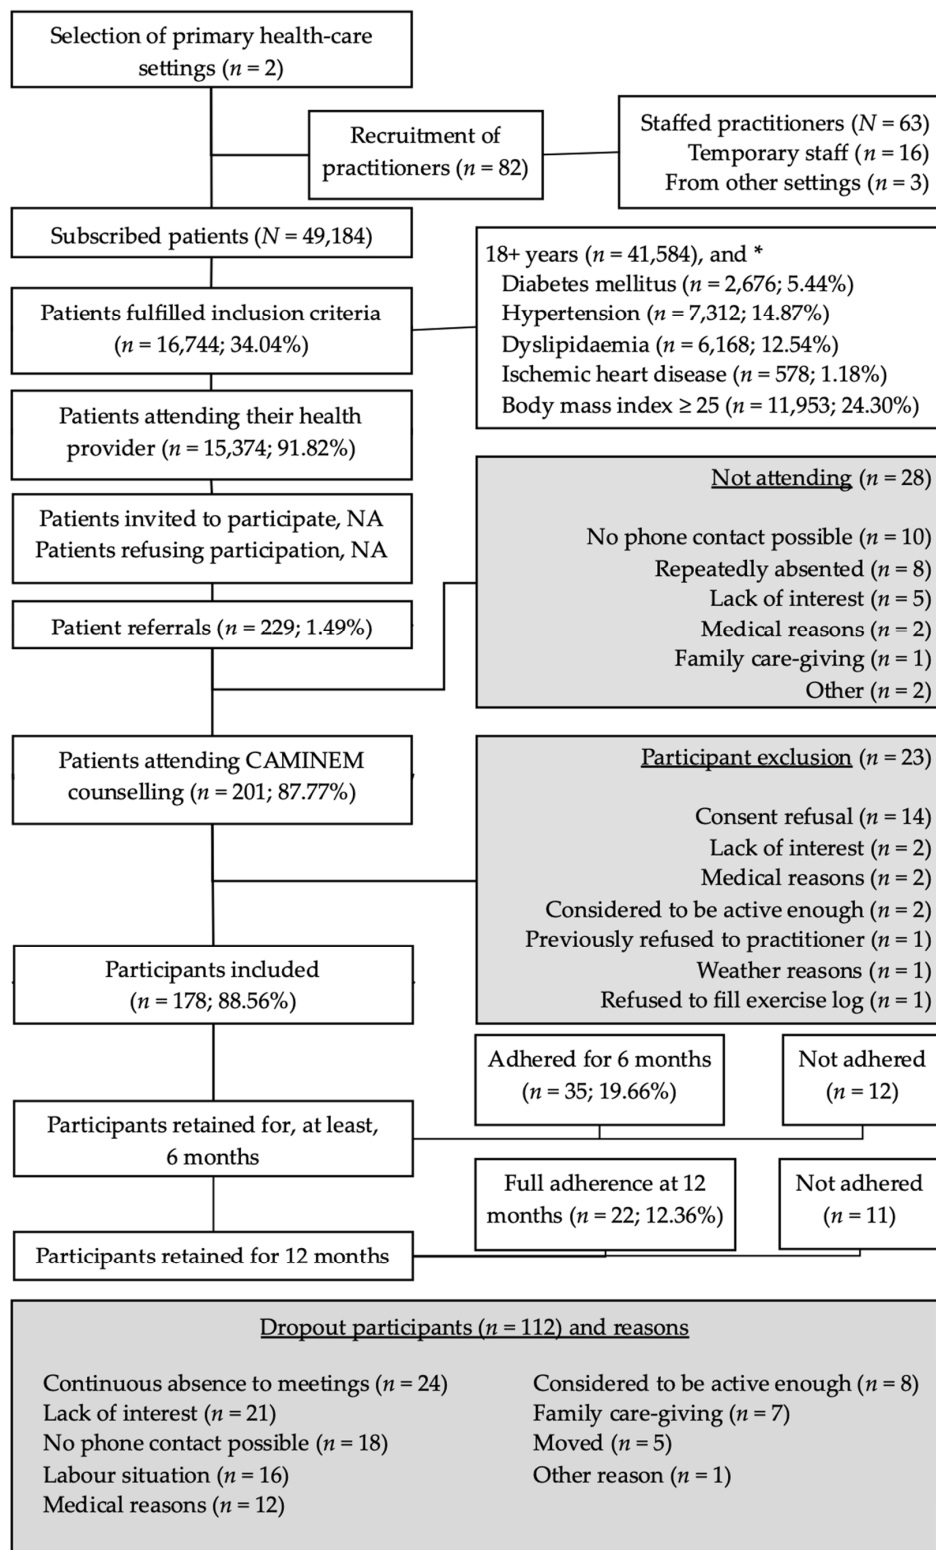 Selection of primary health-care
settings (n = 2)
Recruitment of
practitioners (n = 82)
Staffed practitioners (N = 63)
Temporary staff (n = 16)
From other settings (n = 3)
Subscribed patients (N = 49,184)
18+ years (n = 41,584), and *
Diabetes mellitus (n = 2,676; 5.44%)
Hypertension (n = 7,312; 14.87%)
Dyslipidaemia (n = 6,168; 12.54%)
Ischemic heart disease (n = 578; 1.18%)
Body mass index ≥ 25 (n = 11,953; 24.30%)
Patients fulfilled inclusion criteria
(n = 16,744; 34.04%)
Patients attending their health
provider (n = 15,374; 91.82%)
Patients invited to participate, NA
Patients refusing participation, NA
Patient referrals (n = 229; 1.49%)
Not attending (n = 28)
No phone contact possible (n = 10)
Repeatedly absented (n = 8)
Lack of interest (n = 5)
Medical reasons (n = 2)
Family care-giving (n = 1)
Other (n = 2)
Patients attending CAMINEM
counselling (n = 201; 87.77%)
Participant exclusion (n = 23)
Consent refusal (n = 14)
Lack of interest (n = 2)
Medical reasons (n = 2)
Considered to be active enough (n = 2)
Previously refused to practitioner (n = 1)
Weather reasons (n = 1)
Refused to fill exercise log (n = 1)
Participants included
(n = 178; 88.56%)
Adhered for 6 months
(n = 35; 19.66%)
Not adhered
(n = 12)
Participants retained for, at least,
6 months
Full adherence at 12
months (n = 22; 12.36%)
Not adhered
(n = 11)
Participants retained for 12 months
Dropout participants (n = 112) and reasons
Continuous absence to meetings (n = 24)
Lack of interest (n = 21)
No phone contact possible (n = 18)
Labour situation (n = 16)
Medical reasons (n = 12)
Considered to be active enough (n = 8)
Family care-giving (n = 7)
Moved (n = 5)
Other reason (n = 1)